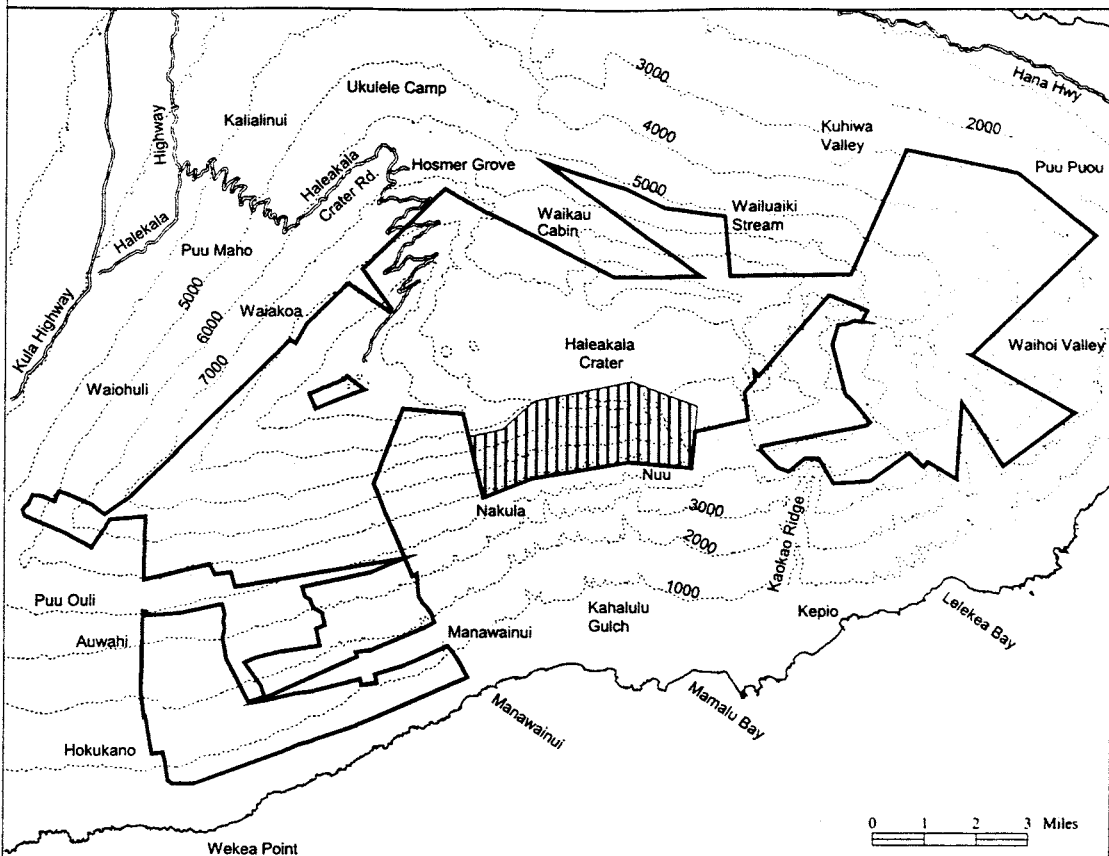 3000
Hana Hwy
Ukulele Camp
Highway
Kalialinui
4000
Kuhiwa
Valley
2000
Haleakala
Crater Rd.
Hosmer Grove
5000
Puu Puou
Waikau
Cabin
Wailuaiki
Stream
Halekala
Puu Maho
5000
Kula Highway
6000
Waiakoa
7000
Haleakala
Crater
Waihoi Valley
Waiohuli
Nuu
Nakula
3000
2000
Kaokao Ridge
1000
Puu Ouli
Kahalulu
Gulch
Kepio
Lelekea Bay
Auwahi
Manawainui
Mamalu Bay
Manawainui
Hokukano
0 1 2 3 Miles
Wekea Point